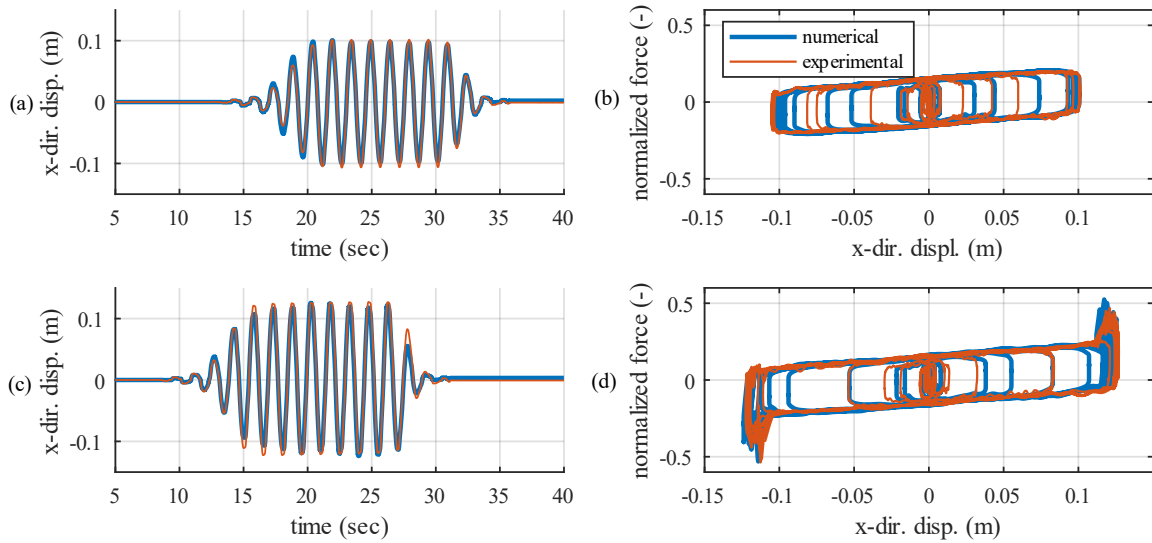 (a)
x-dir. disp. (m)
0.1
0
-0.1
5 10 15 20 25 30 35 40
time (sec)
(b)
normalized force (-)
0.5
0
-0.5
numerical
experimental
-0.15 -0.1 -0.05 0 0.05 0.1
x-dir. displ. (m)
(c)
x-dir. disp. (m)
0.1
0
-0.1
5 10 15 20 25 30 35 40
time (sec)
(d)
normalized force (-)
0.5
0
-0.5
-0.15 -0.1 -0.05 0 0.05 0.1
x-dir. disp. (m)